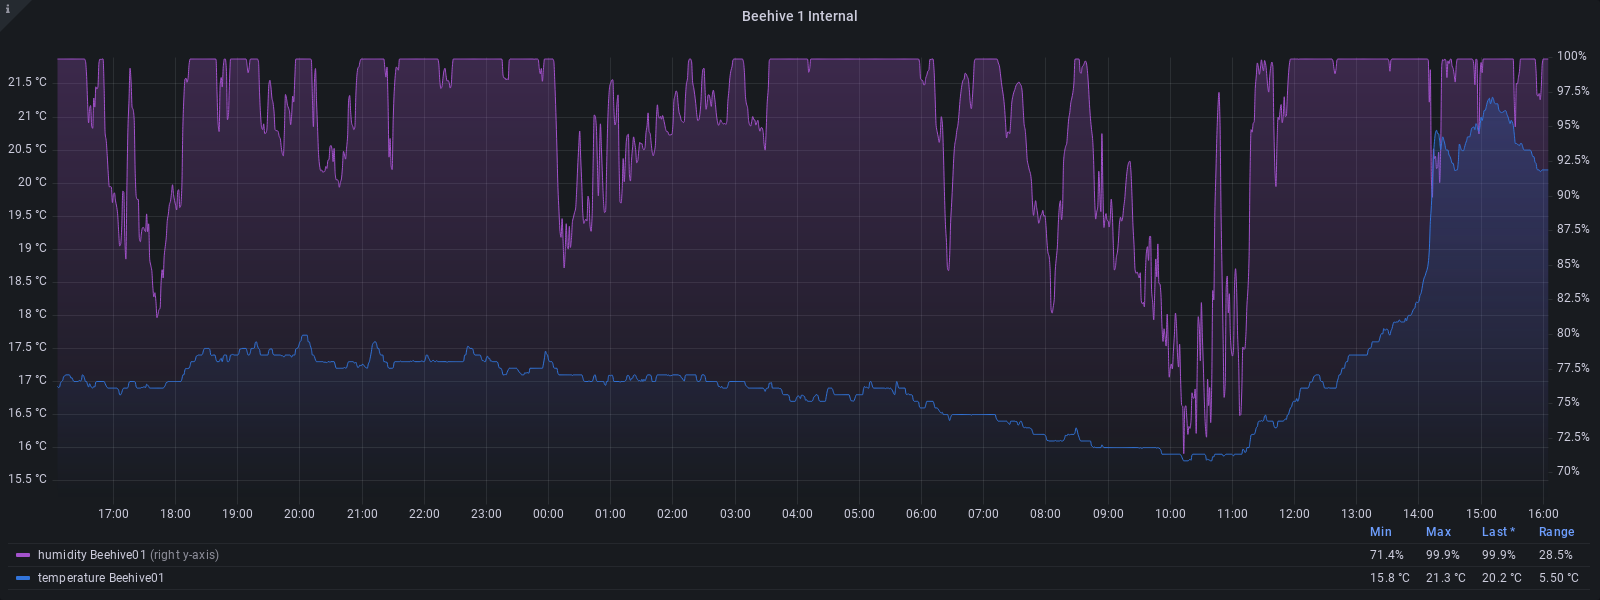 i
Beehive 1 Internal
21.5 °C
21 °C
20.5 °C
20 °C
19.5 °C
19 °C
18.5 °C
18 °C
17.5 °C
17 °C
16.5 °C
16 °C
15.5 °C
100%
97.5%
95%
92.5%
90%
87.5%
85%
82.5%
80%
77.5%
75%
72.5%
70%
17:00 18:00 19:00 20:00 21:00 22:00 23:00 00:00 01:00 02:00 03:00 04:00 05:00 06:00 07:00 08:00 09:00 10:00 11:00 12:00 13:00 14:00 15:00 16:00
Min Max Last * Range
humidity Beehive01 (right y-axis) 71.4% 99.9% 99.9% 28.5%
temperature Beehive01 15.8 °C 21.3 °C 20.2 °C 5.50 °C